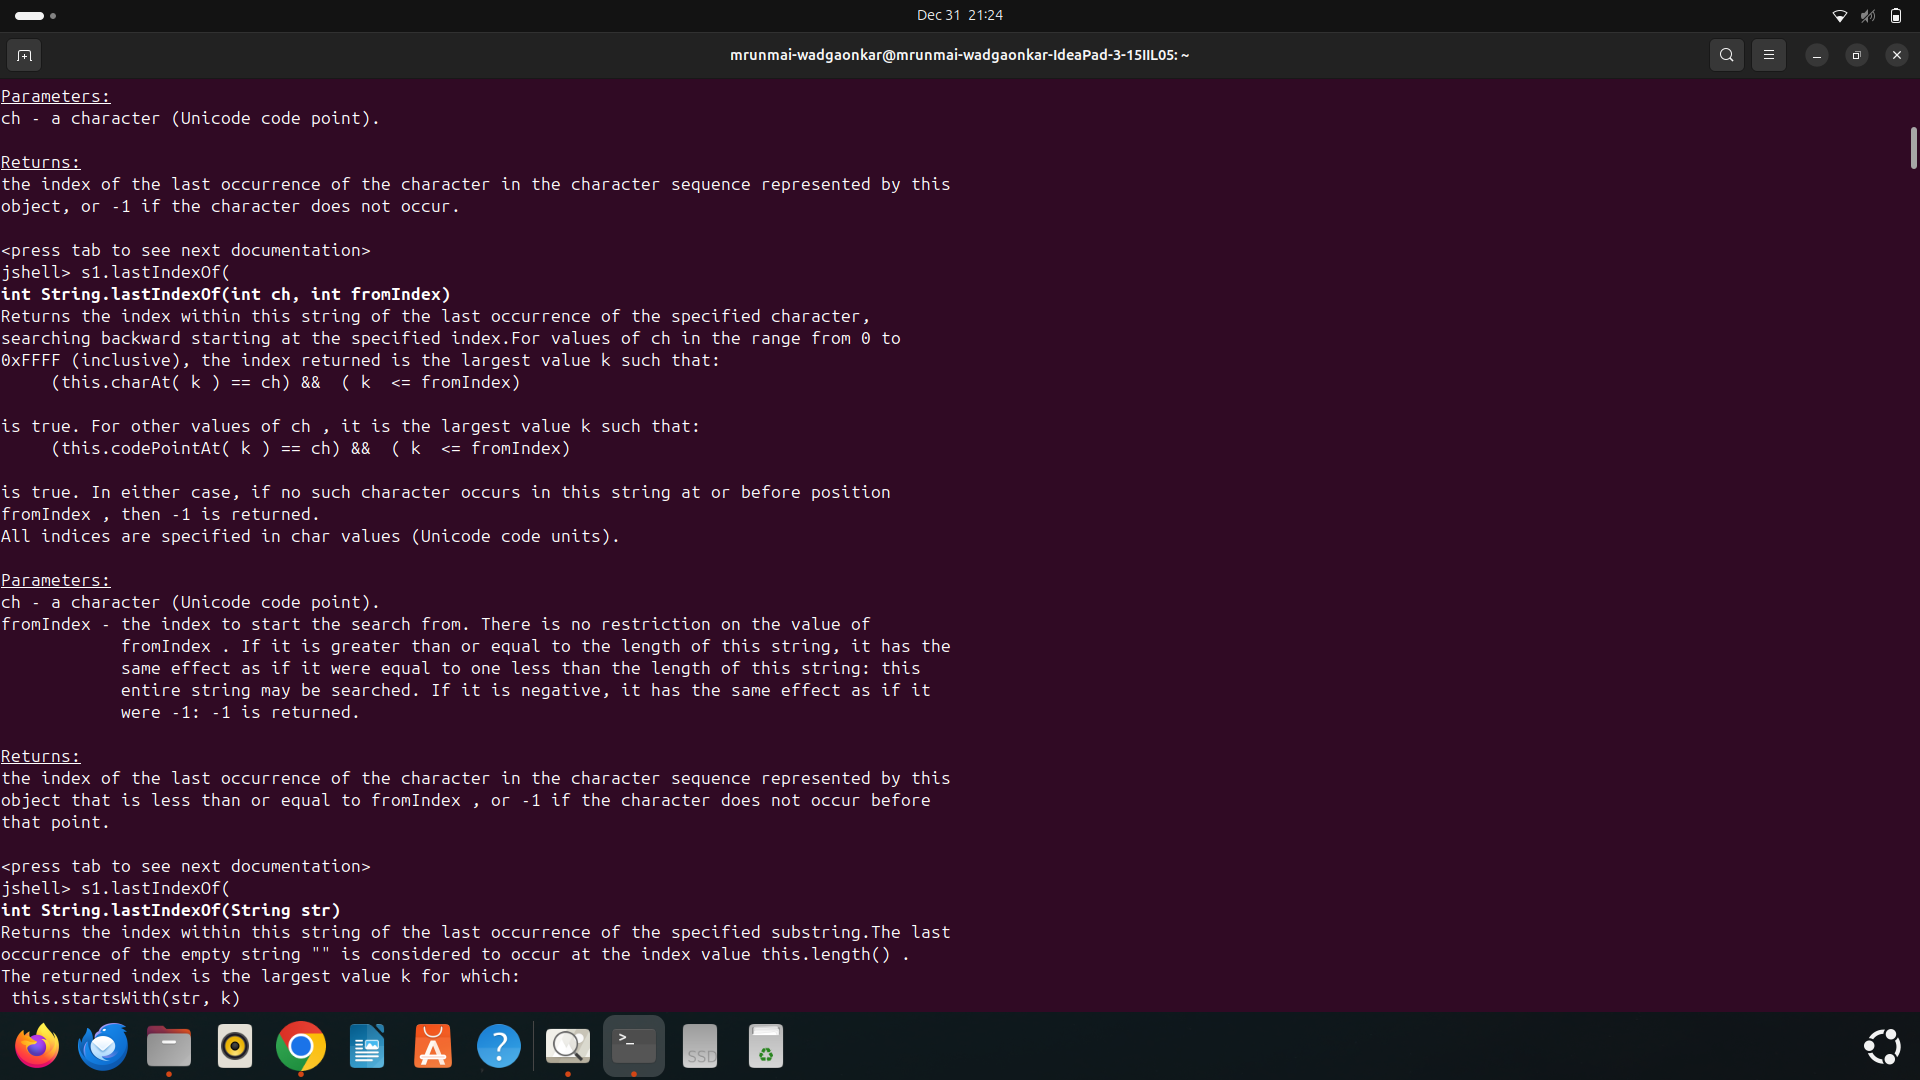 Dec 31 21:24
mrunmai-wadgaonkar@mrunmai-wadgaonkar-IdeaPad-3-15IIL05: ~
Parameters:
ch - a character (Unicode code point).
Returns:
the index of the last occurrence of the character in the character sequence represented by this
object, or -1 if the character does not occur.
<press tab to see next documentation>
jshell> s1.lastIndexOf(
int String.lastIndexOf(int ch, int fromIndex)
Returns the index within this string of the last occurrence of the specified character,
searching backward starting at the specified index.For values of ch in the range from 0 to
0xFFFF (inclusive), the index returned is the largest value k such that:
(this.charAt( k ) == ch) &&  ( k  <= fromIndex)
is true. For other values of ch , it is the largest value k such that:
(this.codePointAt( k ) == ch) &&  ( k  <= fromIndex)
is true. In either case, if no such character occurs in this string at or before position
fromIndex , then -1 is returned.
All indices are specified in char values (Unicode code units).
Parameters:
ch - a character (Unicode code point).
fromIndex - the index to start the search from. There is no restriction on the value of
fromIndex . If it is greater than or equal to the length of this string, it has the
same effect as if it were equal to one less than the length of this string: this
entire string may be searched. If it is negative, it has the same effect as if it
were -1: -1 is returned.
Returns:
the index of the last occurrence of the character in the character sequence represented by this
object that is less than or equal to fromIndex , or -1 if the character does not occur before
that point.
<press tab to see next documentation>
jshell> s1.lastIndexOf(
int String.lastIndexOf(String str)
Returns the index within this string of the last occurrence of the specified substring.The last
occurrence of the empty string "" is considered to occur at the index value this.length() .
The returned index is the largest value k for which:
this.startsWith(str, k)
SSD